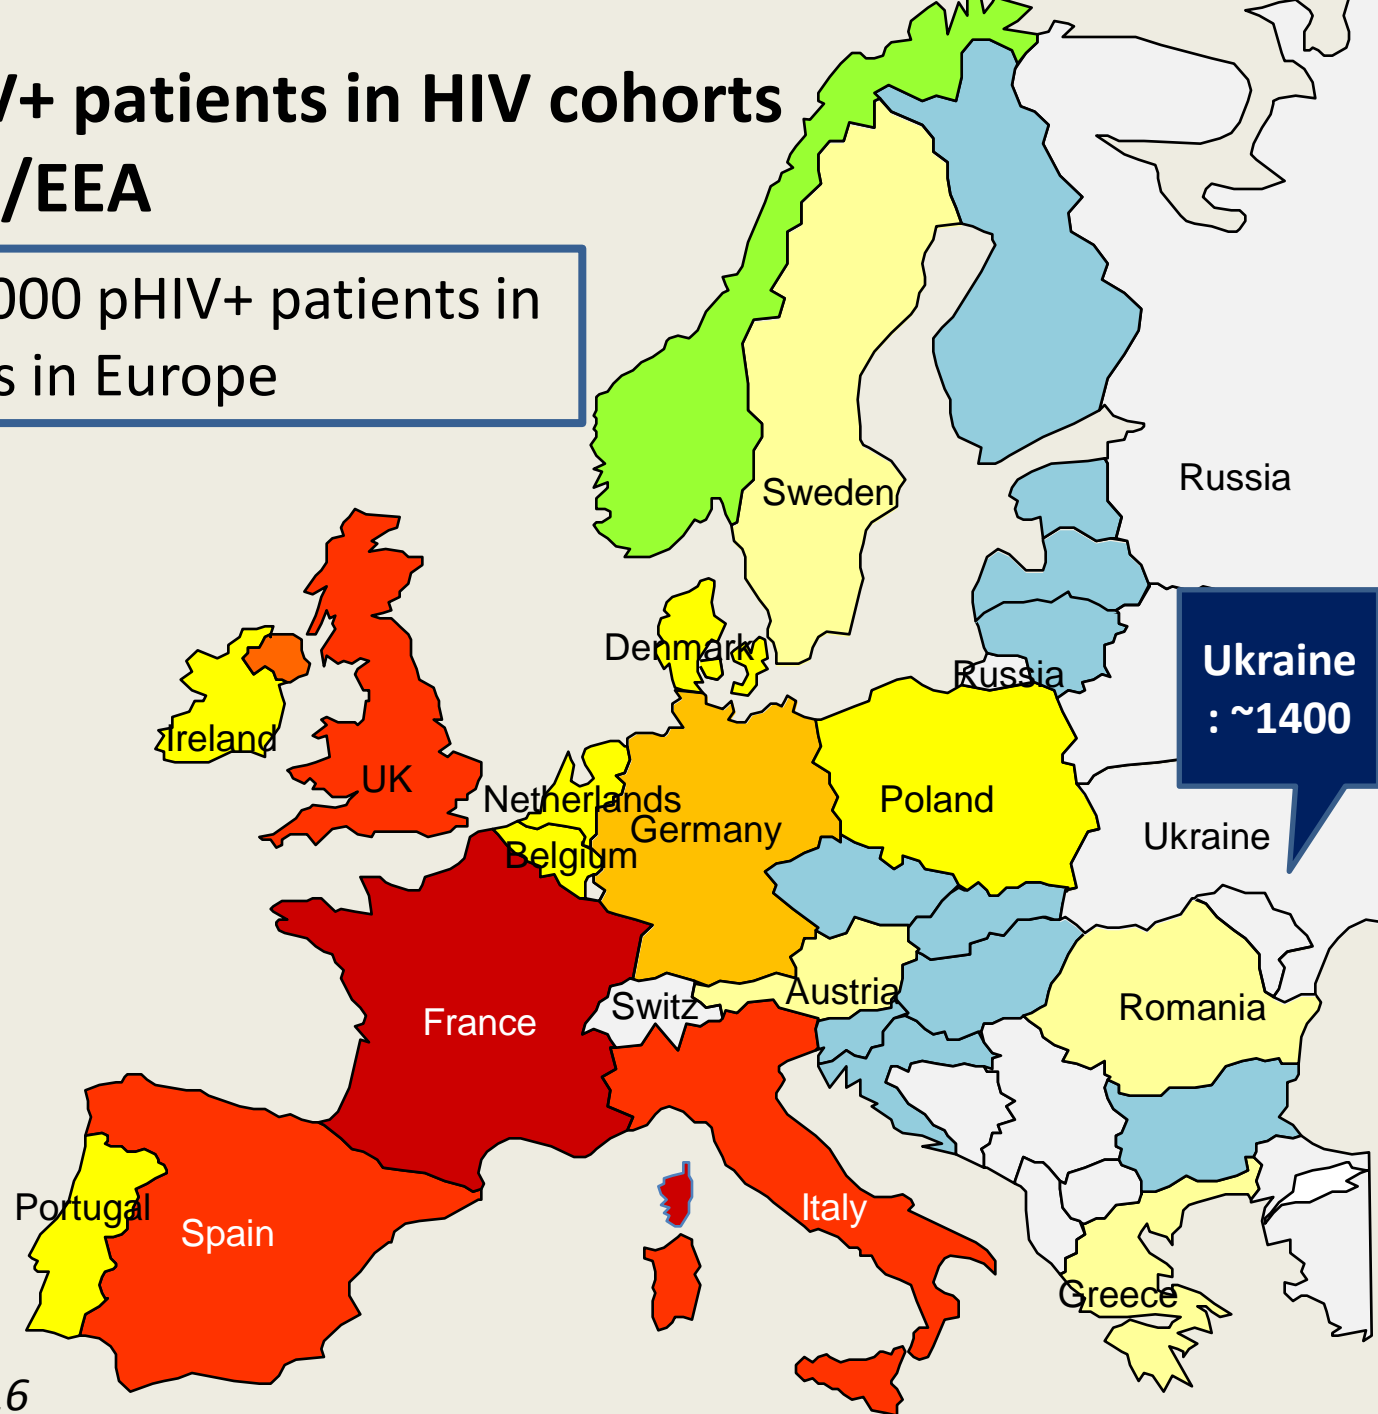 V+ patients in HIV cohorts
/EEA
000 pHIV+ patients in
s in Europe
Russia
Sweden
Denmark
Russia
Ukraine
: ~1400
Ireland
UK
Netherlands
Poland
Germany
Ukraine
Belgium
Austria
Switz
Romania
France
Portugal
Italy
Spain
Greece
6